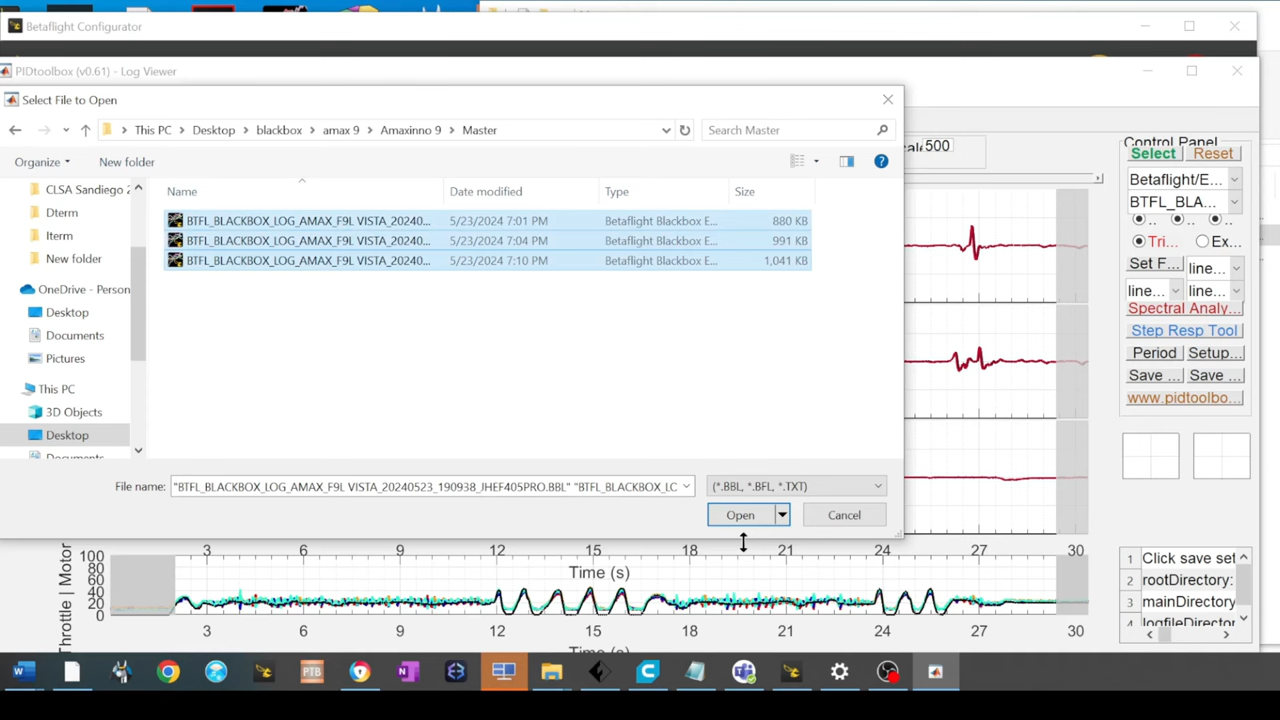 Betaflight Configurator
PIDtoolbox (v0.61) - Log Viewer
Select File to Open
This PC
Desktop
blackbox
amax 9
Amaxinno 9
Master
Search Master
500
Control Panel
Organize
New folder
Select
Reset
Betaflight/E...
BTFL_BLA...
Name
Date modified
Type
Size
CLSA Sandiego 2
Dterm
Iterm
New folder
OneDrive - Person
Desktop
Documents
Pictures
This PC
3D Objects
Desktop
Documents
BTFL_BLACKBOX_LOG_AMAX_F9L VISTA_20240... 5/23/2024 7:01 PM Betaflight Blackbox E... 880 KB
BTFL_BLACKBOX_LOG_AMAX_F9L VISTA_20240... 5/23/2024 7:04 PM Betaflight Blackbox E... 991 KB
BTFL_BLACKBOX_LOG_AMAX_F9L VISTA_20240... 5/23/2024 7:10 PM Betaflight Blackbox E... 1,041 KB
Tri...
Ex...
Set F...
line...
line...
line...
Spectral Analy...
Step Resp Tool
Period
Setup...
Save ...
Save ...
www.pidtoolbo...
File name:
"BTFL_BLACKBOX_LOG_AMAX_F9L VISTA_20240523_190938_JHEF405PRO.BBL" "BTFL_BLACKBOX_LC
(*.BBL, *.BFL, *.TXT)
Open
Cancel
3 6 9 12 15 18 21 24 27 30
Time (s)
100
80
60
40
20
0
Throttle | Motor
3 6 9 12 15 18 21 24 27 30
Time (s)
1 Click save set
2 rootDirectory:
3 mainDirectory
4 logfileDirector
PTB